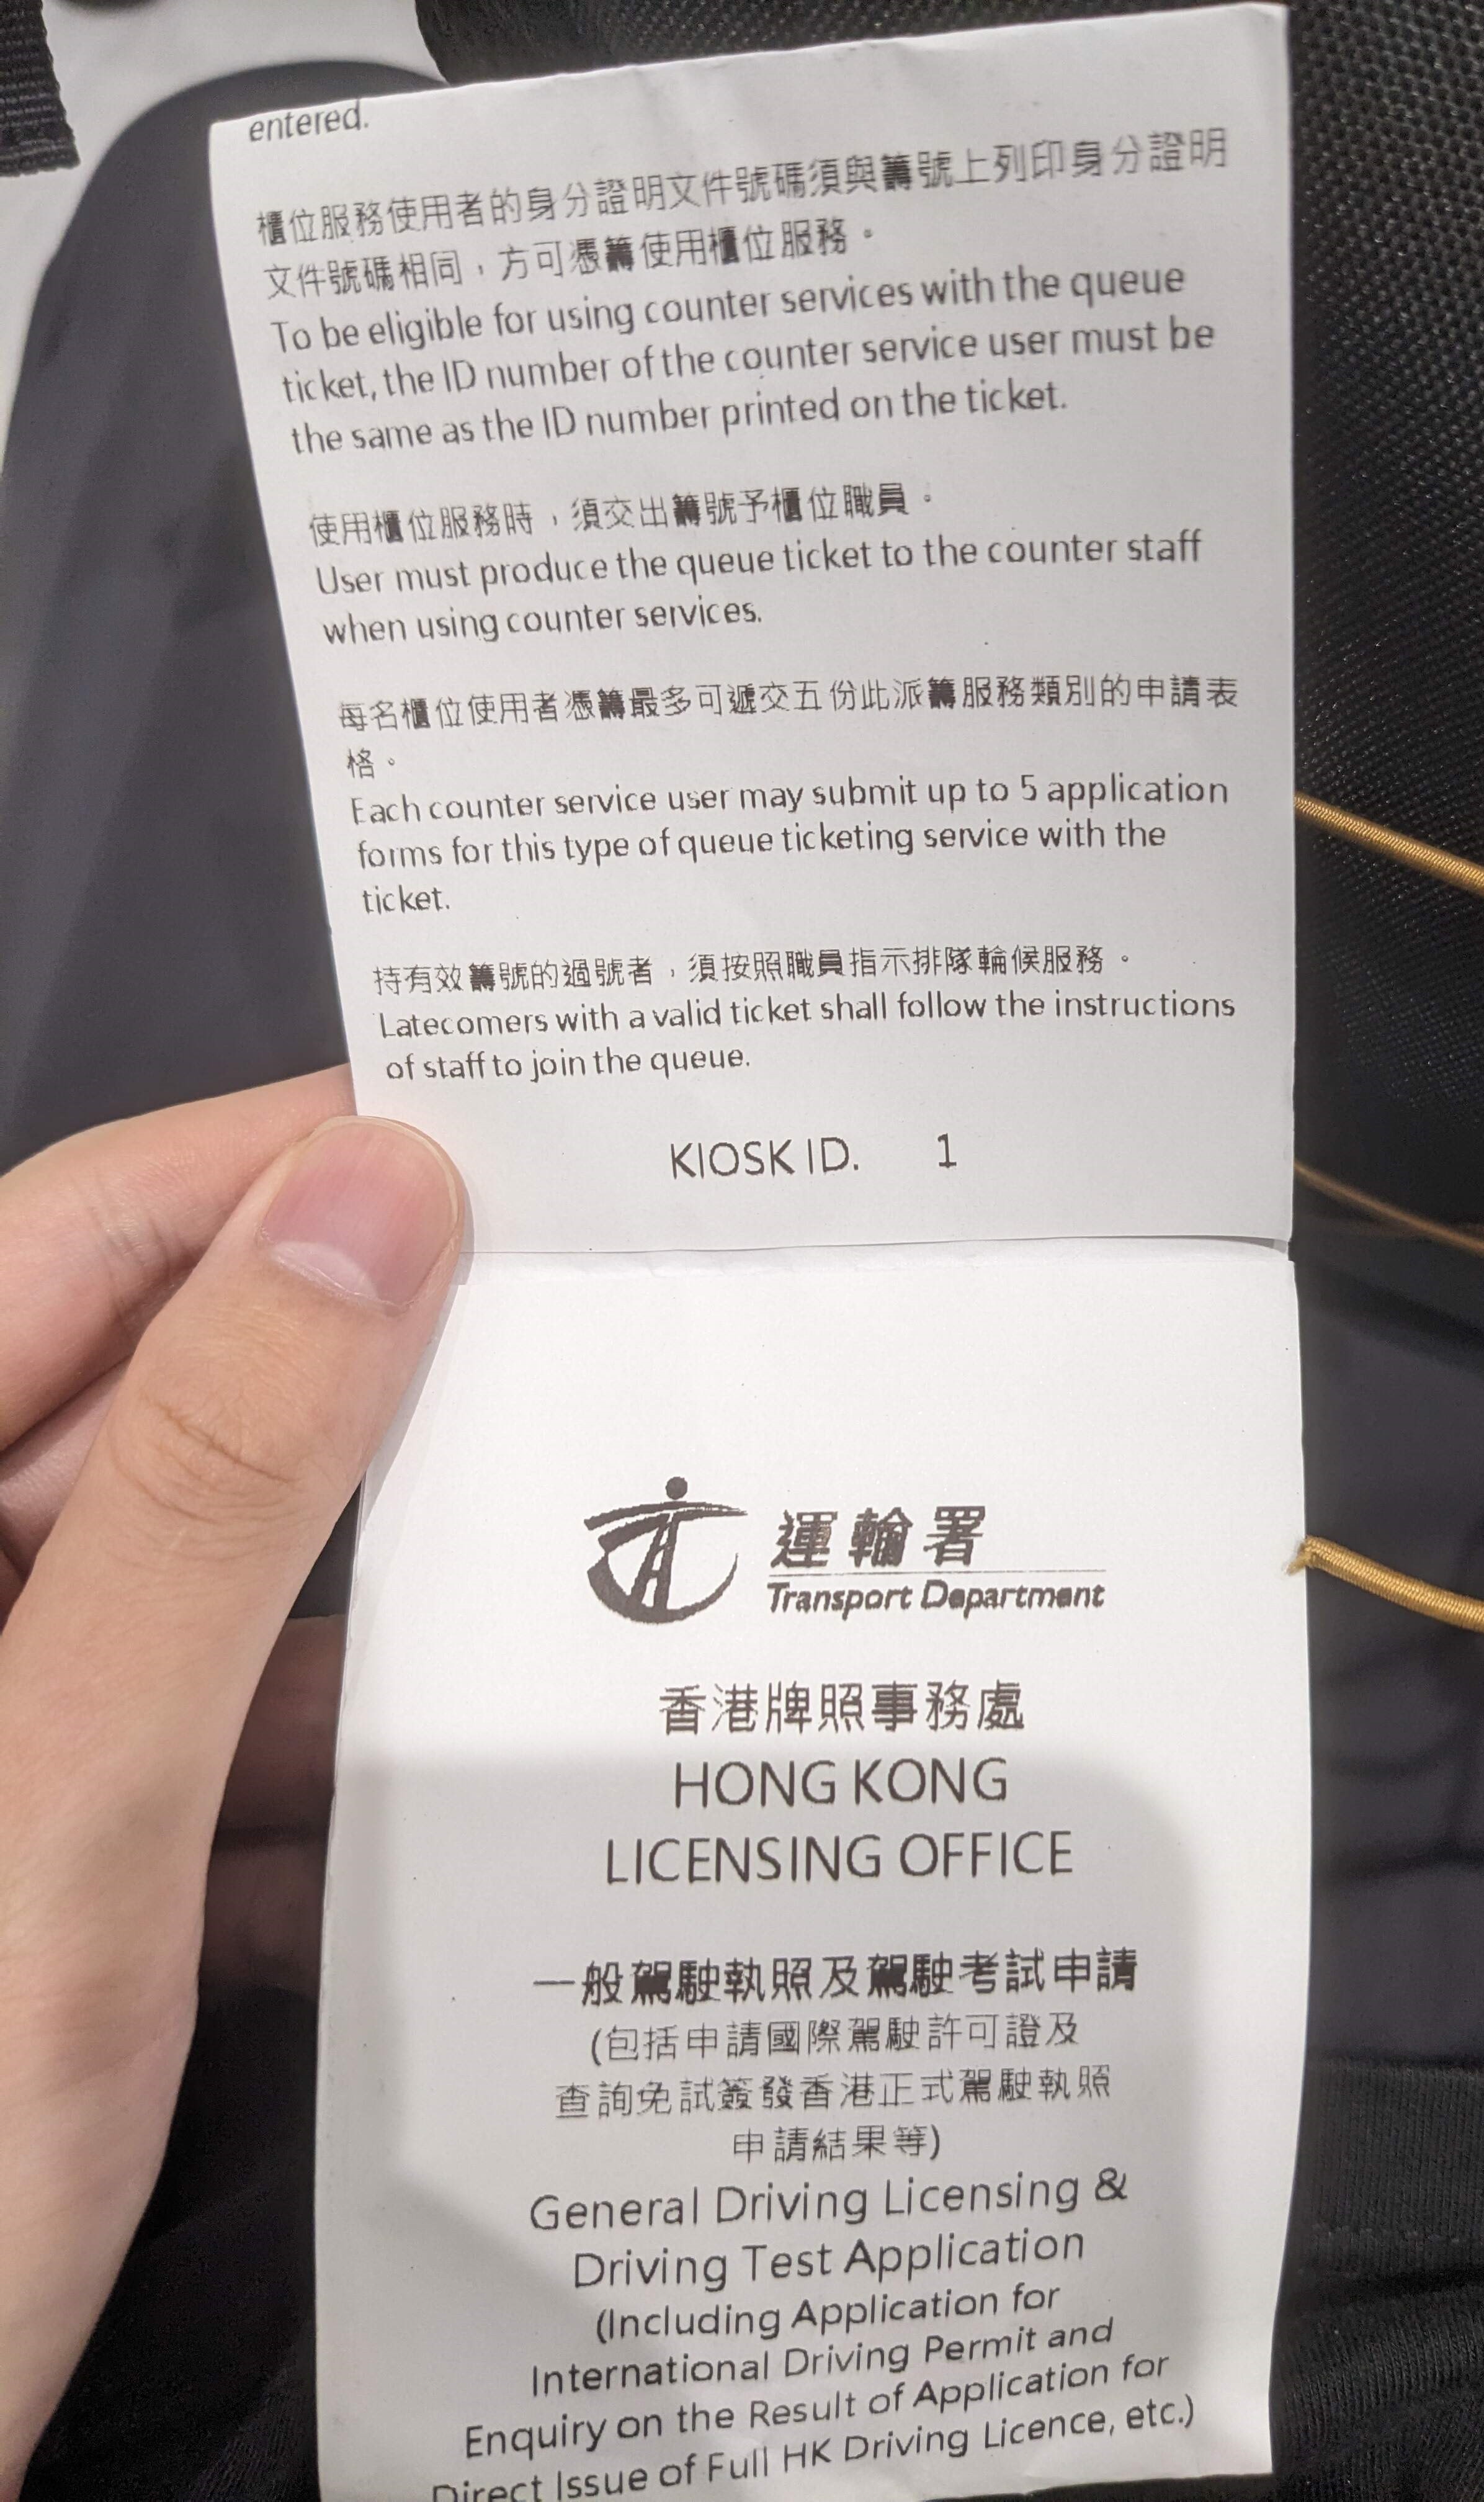 entered.
櫃位服務使用者的身分證明文件號碼須與籌號上列印身分證明
文件號碼相同，方可憑籌使用櫃位服務。
To be eligible for using counter services with the queue
ticket, the ID number of the counter service user must be
the same as the ID number printed on the ticket.
使用櫃位服務時，須交出籌號予櫃位職員。
User must produce the queue ticket to the counter staff
when using counter services.
每名櫃位使用者憑籌最多可遞交五份此派籌服務類別的申請表
格。
Each counter service user may submit up to 5 application
forms for this type of queue ticketing service with the
ticket.
持有效籌號的過號者，須按照職員指示排隊輪候服務。
Latecomers with a valid ticket shall follow the instructions
of staff to join the queue.
KIOSK ID. 1
運輸署
Transport Department
香港牌照事務處
HONG KONG
LICENSING OFFICE
一般駕駛執照及駕駛考試申請
(包括申請國際駕駛許可證及
查詢免試簽發香港正式駕駛執照
申請結果等)
General Driving Licensing &
Driving Test Application
(Including Application for
International Driving Permit and
Enquiry on the Result of Application for
Direct Issue of Full HK Driving Licence, etc.)